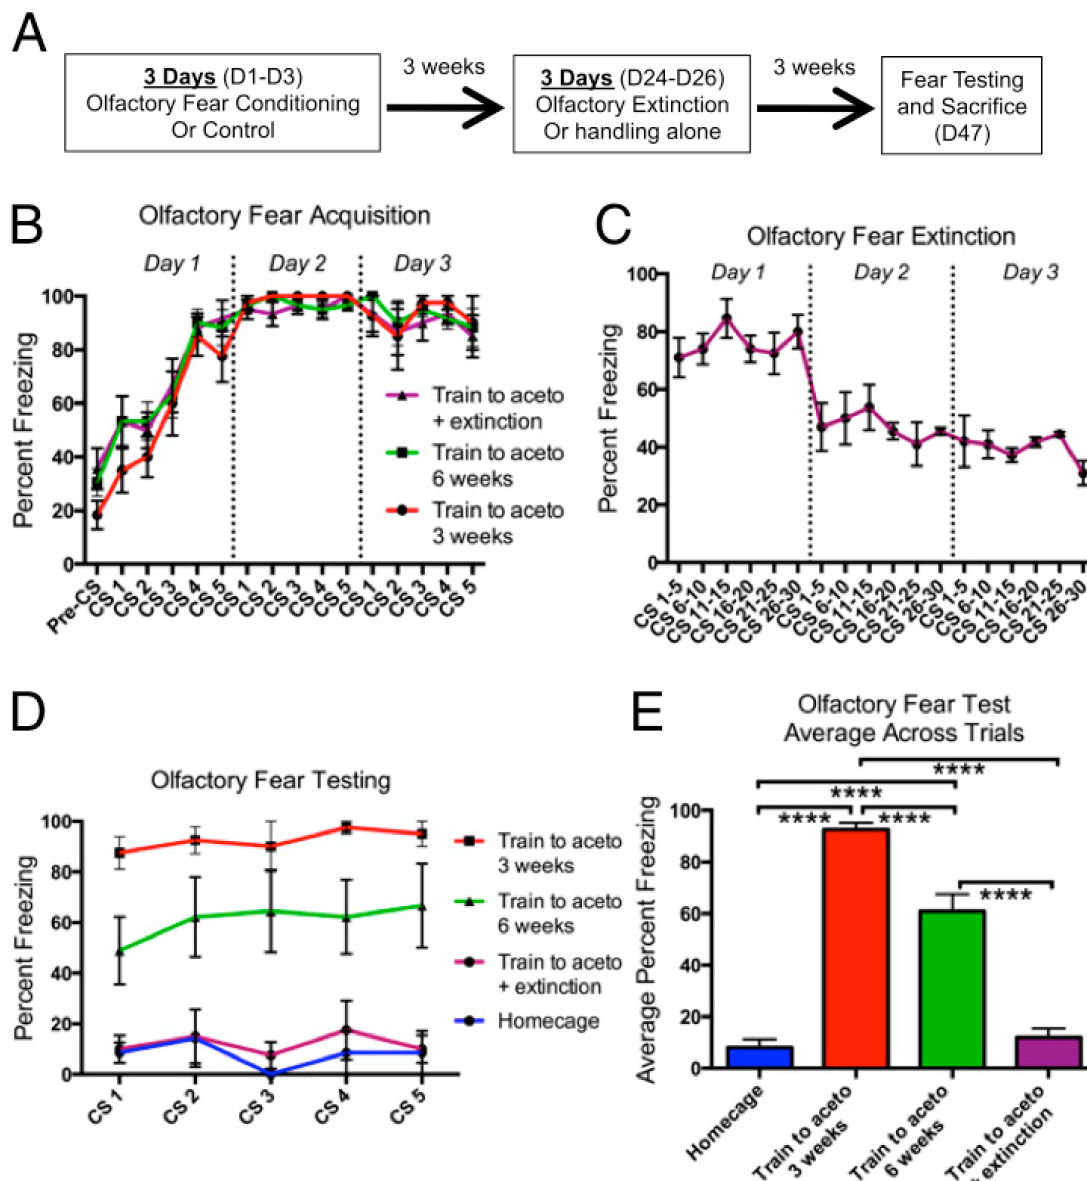 A
3 Days (D1-D3)
Olfactory Fear Conditioning
Or Control
3 weeks
3 Days (D24-D26)
Olfactory Extinction
Or handling alone
3 weeks
Fear Testing
and Sacrifice
(D47)
B
Olfactory Fear Acquisition
Day 1
Day 2
Day 3
Percent Freezing
100
80
60
40
20
0
Train to aceto
+ extinction
Train to aceto
6 weeks
Train to aceto
3 weeks
Pre-CS
CS 1
CS 2
CS 3
CS 4
CS 5
CS 1
CS 2
CS 3
CS 4
CS 5
CS 1
CS 2
CS 3
CS 4
CS 5
C
Olfactory Fear Extinction
Day 1
Day 2
Day 3
Percent Freezing
100
80
60
40
20
0
CS 1-5
CS 6-10
CS 11-15
CS 16-20
CS 21-25
CS 26-30
CS 1-5
CS 6-10
CS 11-15
CS 16-20
CS 21-25
CS 26-30
CS 1-5
CS 6-10
CS 11-15
CS 16-20
CS 21-25
CS 26-30
D
Olfactory Fear Testing
Percent Freezing
100
80
60
40
20
0
Train to aceto
3 weeks
Train to aceto
6 weeks
Train to aceto
+ extinction
Homecage
CS 1
CS 2
CS 3
CS 4
CS 5
E
Olfactory Fear Test
Average Across Trials
Average Percent Freezing
100
80
60
40
20
0
****
****
****
****
****
Homecage
Train to aceto
3 weeks
Train to aceto
6 weeks
Train to aceto
extinction